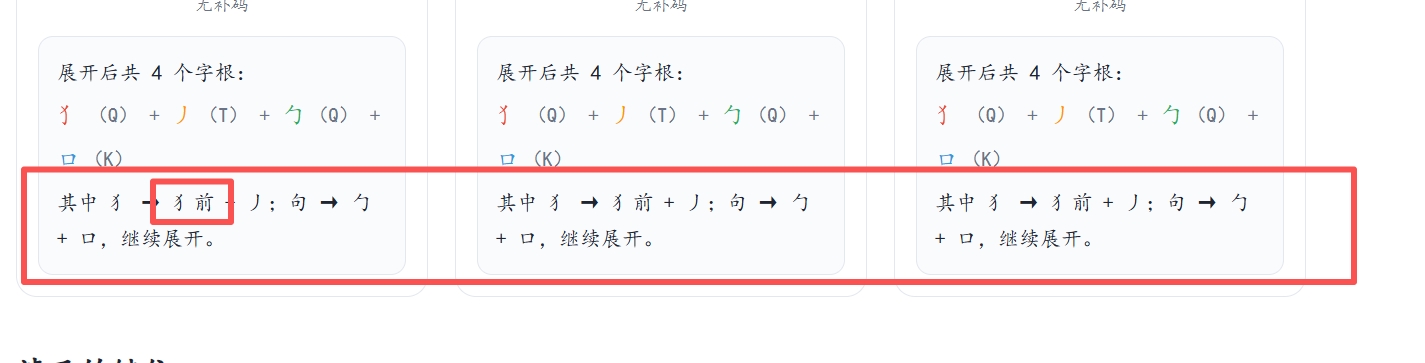 无补码 无补码 无补码
展开后共 4 个字根：
犭 （Q） + 丿 （T） + 勹 （Q） +
口 （K）
其中 犭 → 犭前 + 丿；句 → 勹
+ 口，继续展开。
展开后共 4 个字根：
犭 （Q） + 丿 （T） + 勹 （Q） +
口 （K）
其中 犭 → 犭前 + 丿；句 → 勹
+ 口，继续展开。
展开后共 4 个字根：
犭 （Q） + 丿 （T） + 勹 （Q） +
口 （K）
其中 犭 → 犭前 + 丿；句 → 勹
+ 口，继续展开。